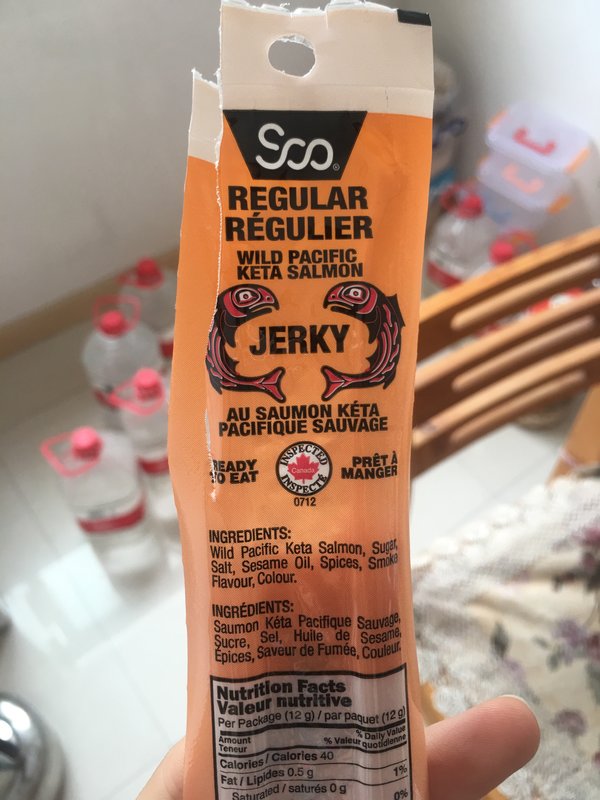 Sco
REGULAR
RÉGULIER
WILD PACIFIC
KETA SALMON
JERKY
AU SAUMON KÉTA
PACIFIQUE SAUVAGE
READY
TO EAT
INSPECTED
Canada
INSPECTÉ
0712
PRÊT À
MANGER
INGREDIENTS:
Wild Pacific Keta Salmon, Sugar,
Salt, Sesame Oil, Spices, Smoke
Flavour, Colour.
INGRÉDIENTS:
Saumon Kéta Pacifique Sauvage,
Sucre, Sel, Huile de Sesame,
Épices, Saveur de Fumée, Couleur.
Nutrition Facts
Valeur nutritive
Per Package (12 g) / par paquet (12 g)
Amount % Daily Value
Teneur % Valeur quotidienne
Calories / Calories 40
Fat / Lipides 0.5 g 1%
Saturated / saturés 0 g 0%